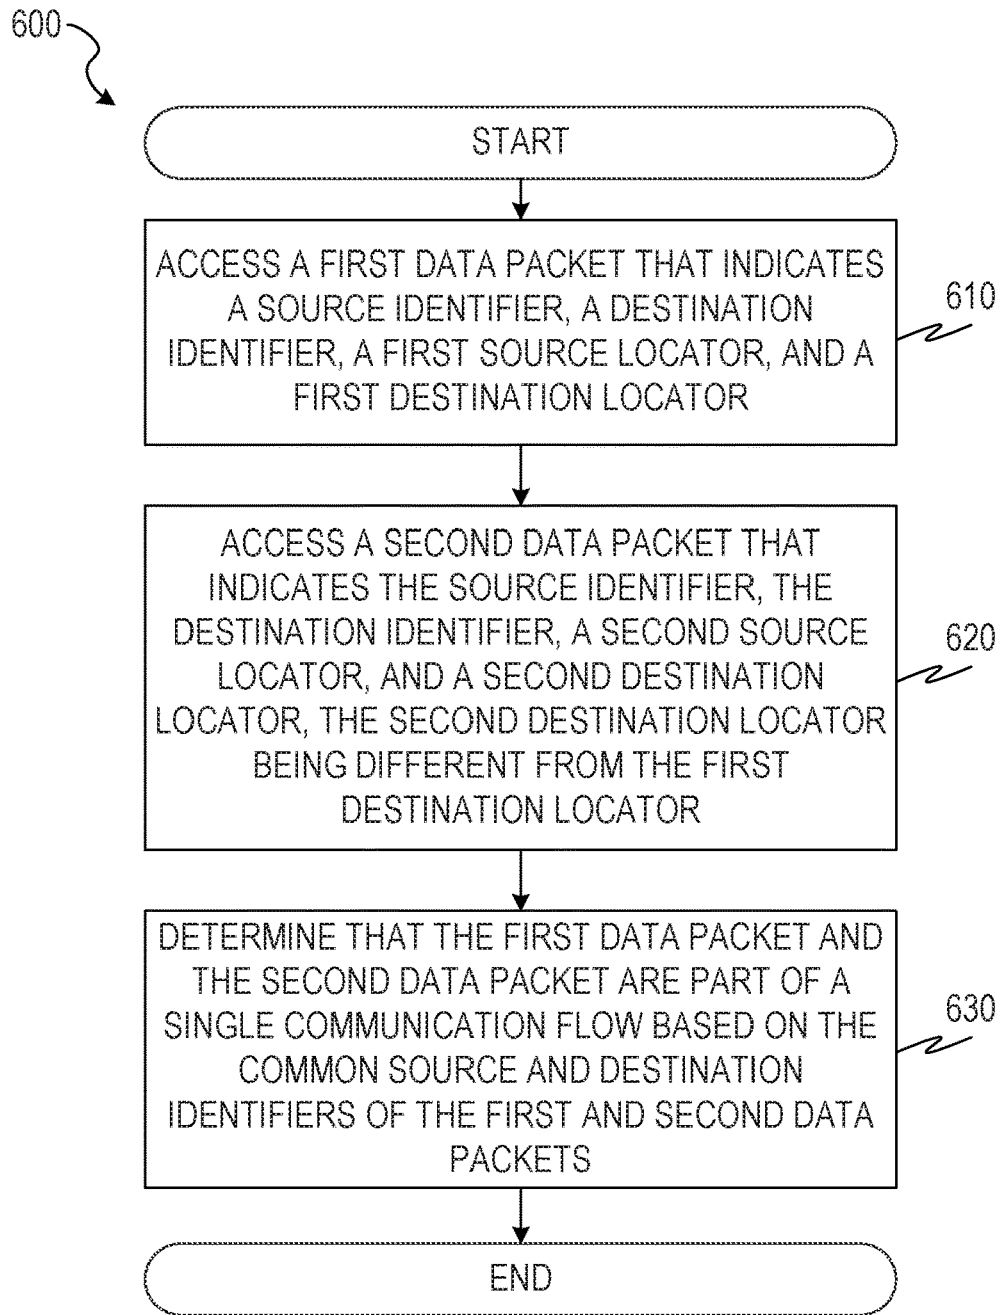 600
START
ACCESS A FIRST DATA PACKET THAT INDICATES
A SOURCE IDENTIFIER, A DESTINATION
IDENTIFIER, A FIRST SOURCE LOCATOR, AND A
FIRST DESTINATION LOCATOR
610
ACCESS A SECOND DATA PACKET THAT
INDICATES THE SOURCE IDENTIFIER, THE
DESTINATION IDENTIFIER, A SECOND SOURCE
LOCATOR, AND A SECOND DESTINATION
LOCATOR, THE SECOND DESTINATION LOCATOR
BEING DIFFERENT FROM THE FIRST
DESTINATION LOCATOR
620
DETERMINE THAT THE FIRST DATA PACKET AND
THE SECOND DATA PACKET ARE PART OF A
SINGLE COMMUNICATION FLOW BASED ON THE
COMMON SOURCE AND DESTINATION
IDENTIFIERS OF THE FIRST AND SECOND DATA
PACKETS
630
END